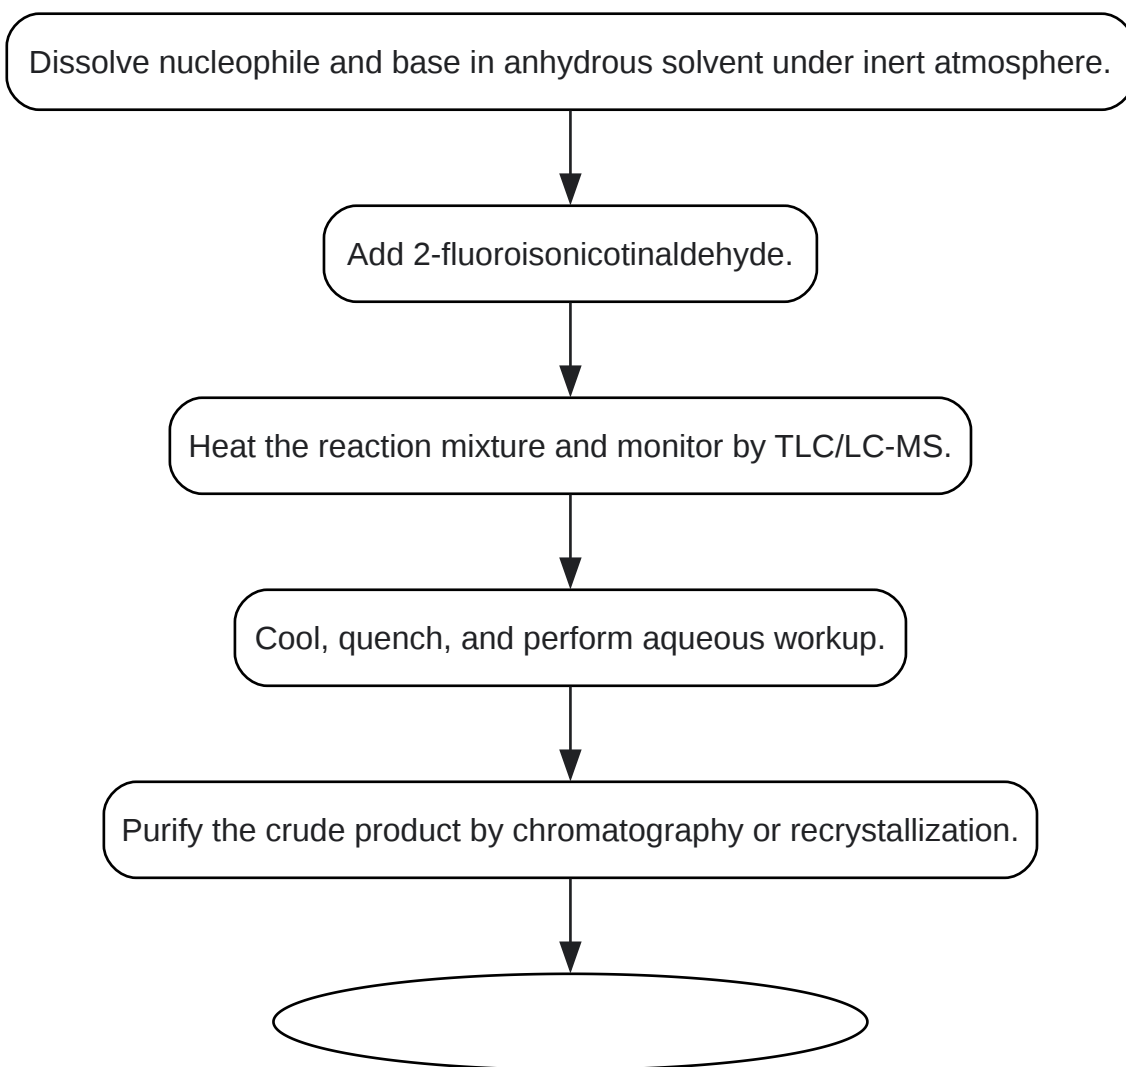 Dissolve nucleophile and base in anhydrous solvent under inert atmosphere.
Add 2-fluoroisonicotinaldehyde.
Heat the reaction mixture and monitor by TLC/LC-MS.
Cool, quench, and perform aqueous workup.
Purify the crude product by chromatography or recrystallization.